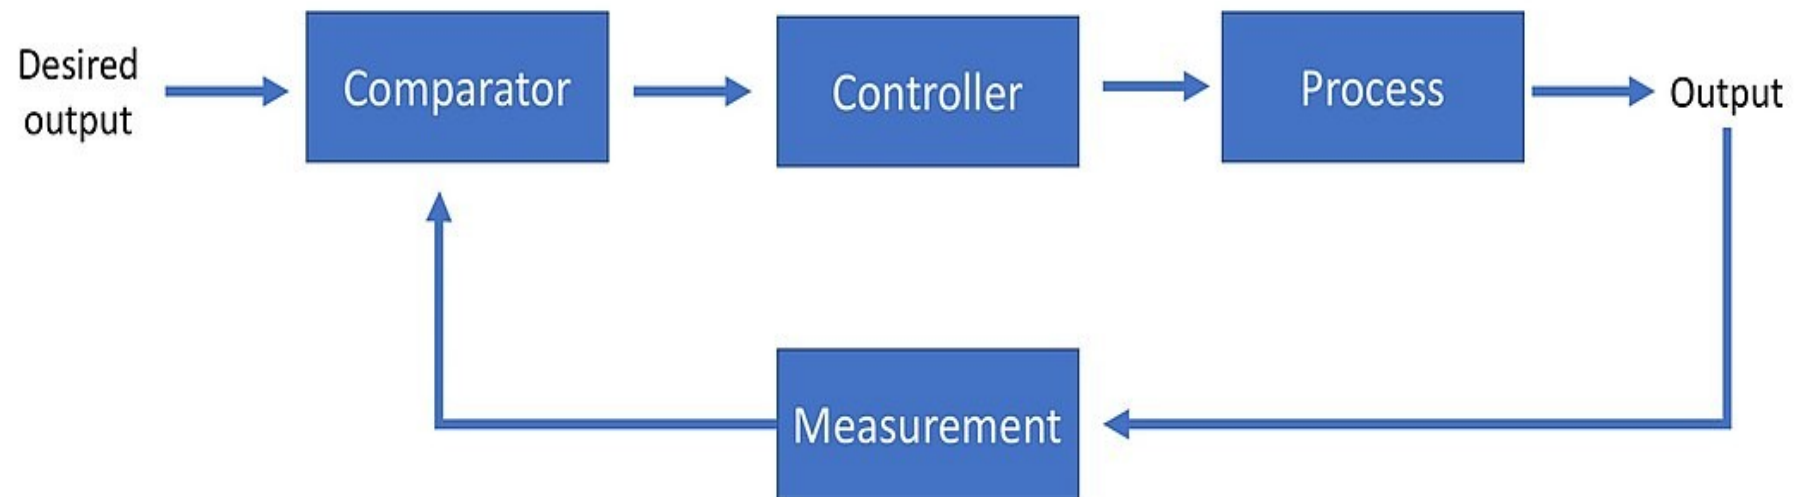 Desired
output
Comparator
Controller
Process
Output
Measurement